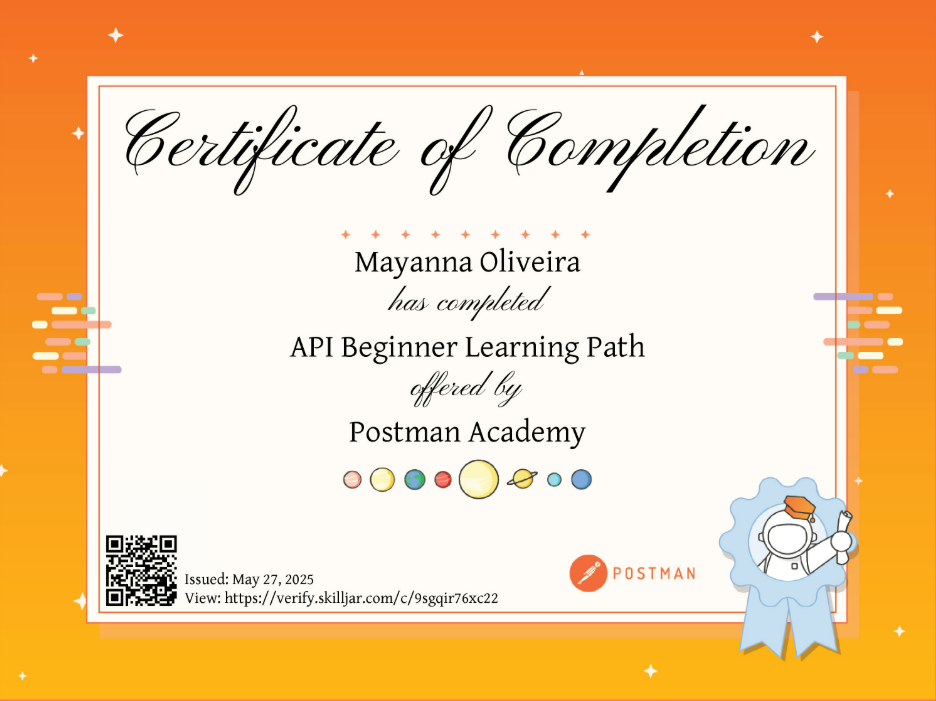 Certificate of Completion
Mayanna Oliveira
has completed
API Beginner Learning Path
offered by
Postman Academy
Issued: May 27, 2025
View: https://verify.skilljar.com/c/9sgqir76xc22
POSTMAN